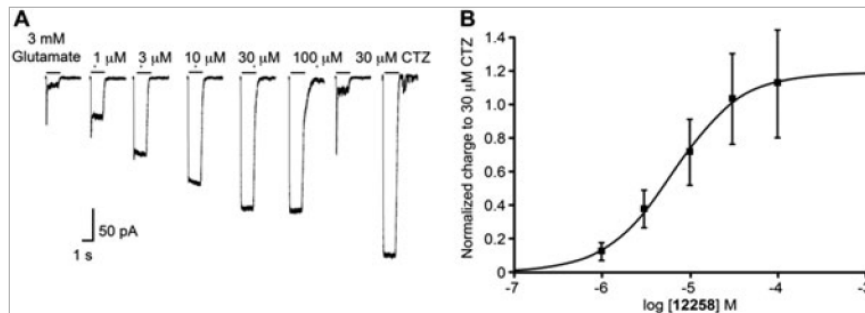 A
3 mM
Glutamate 1 μM 3 μM 10 μM 30 μM 100 μM 30 μM CTZ
50 pA
1 s
B
Normalized charge to 30 μM CTZ
1.4
1.2
1.0
0.8
0.6
0.4
0.2
0
-7 -6 -5 -4 -3
log [12258] M